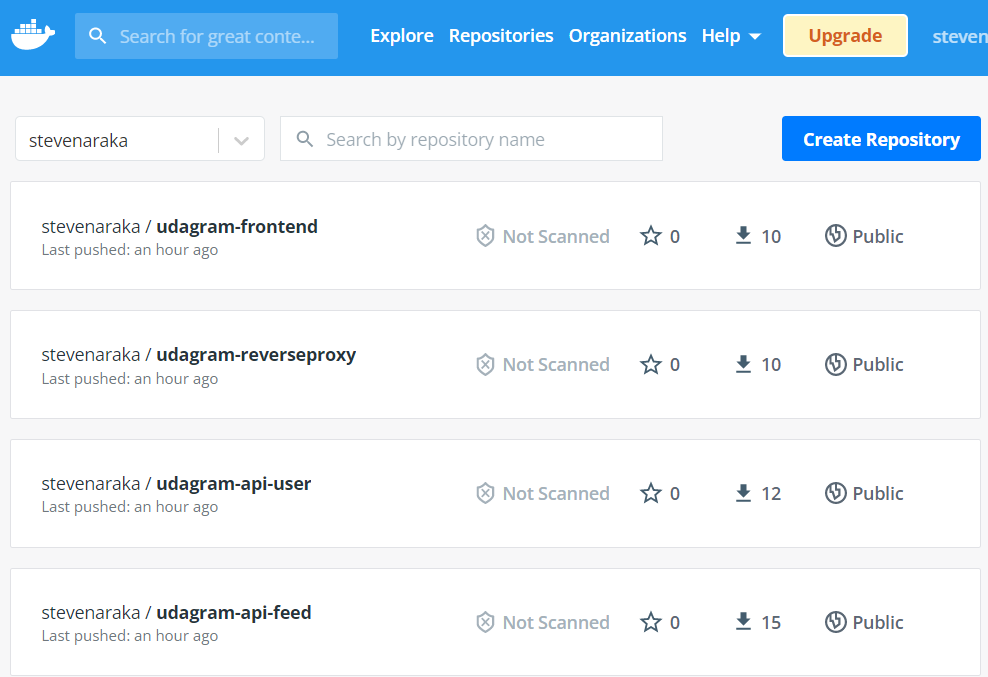 Search for great conte... Explore Repositories Organizations Help Upgrade steven
stevenaraka Search by repository name Create Repository
stevenaraka / udagram-frontend Not Scanned 0 10 Public
Last pushed: an hour ago
stevenaraka / udagram-reverseproxy Not Scanned 0 10 Public
Last pushed: an hour ago
stevenaraka / udagram-api-user Not Scanned 0 12 Public
Last pushed: an hour ago
stevenaraka / udagram-api-feed Not Scanned 0 15 Public
Last pushed: an hour ago